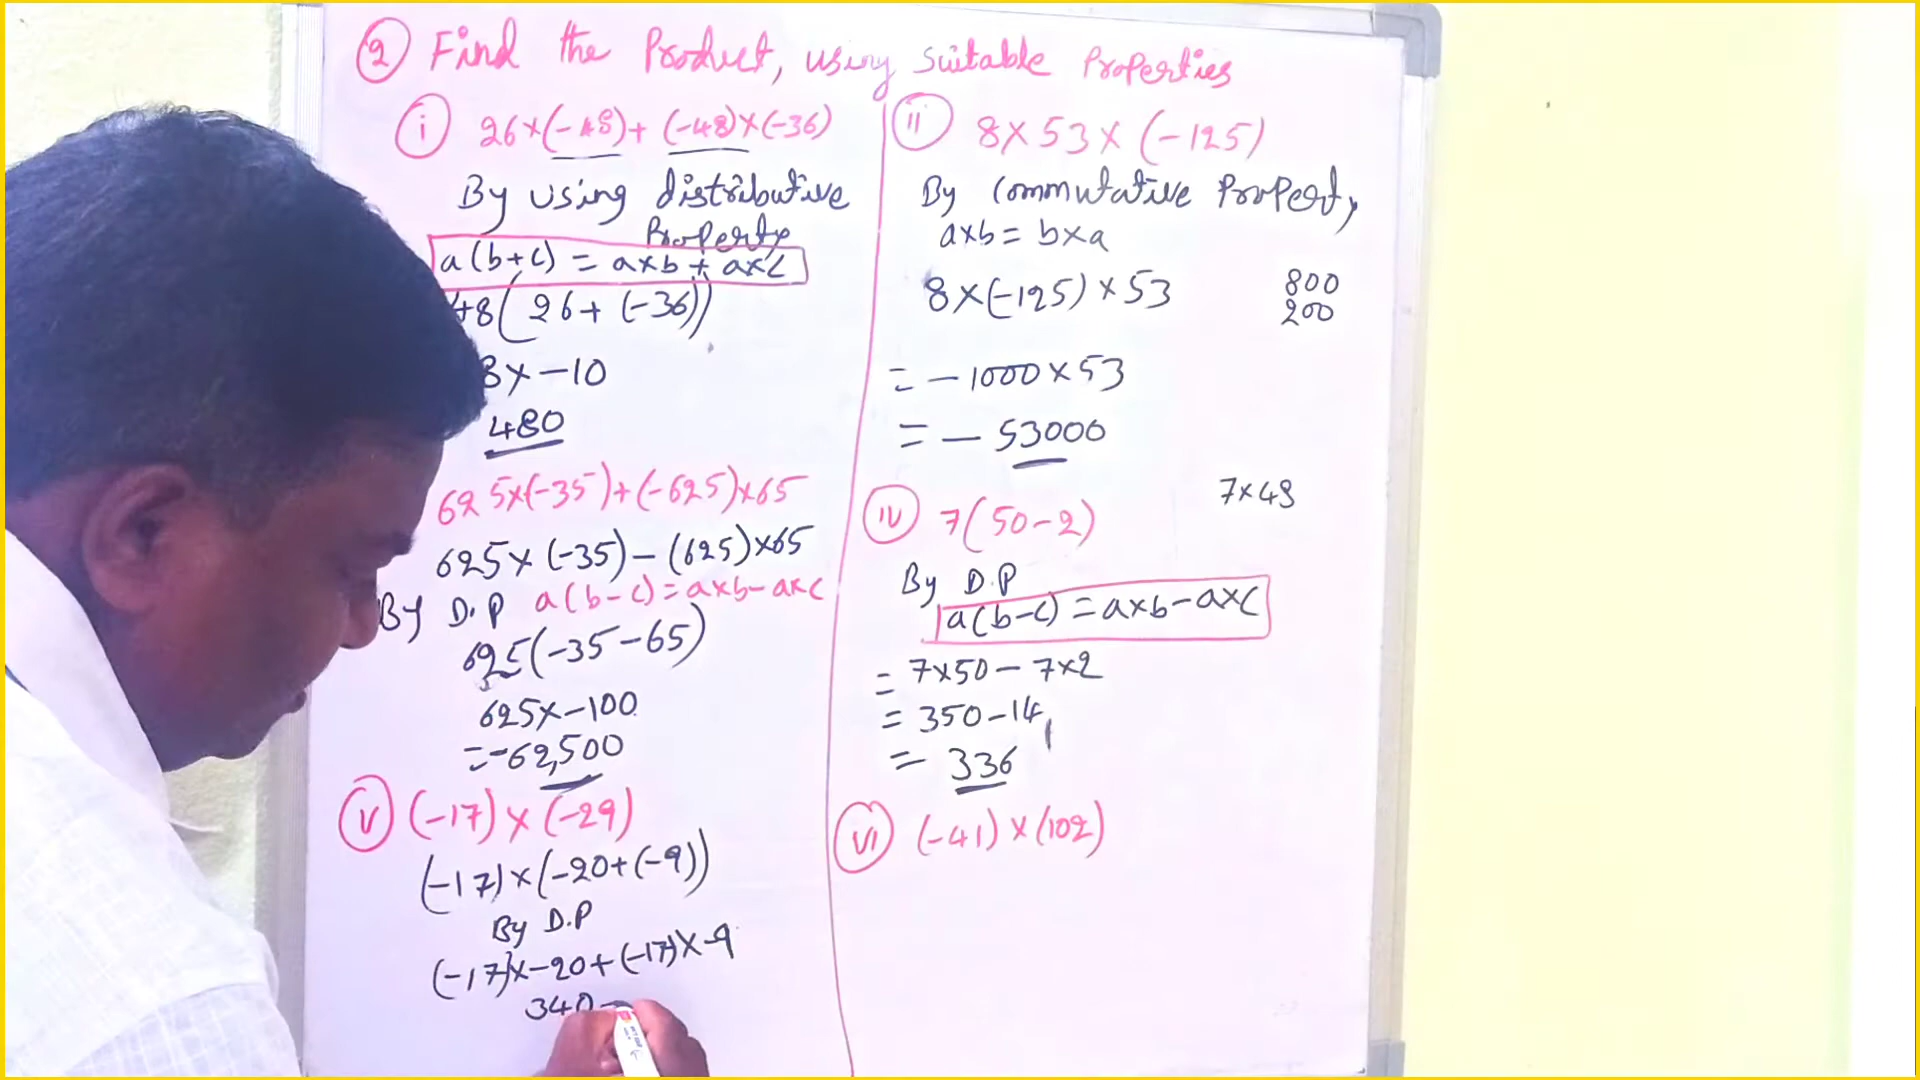 2 Find the Product, using suitable Properties
i 26×(-48)+(-48)×(-36)
By using distributive
Property
a(b+c) = a×b + a×c
48(26+(-36))
8×-10
480
625×(-35)+(-625)×65
625×(-35)-(625)×65
By D.P a(b-c)=a×b-a×c
625(-35-65)
625×-100
=-62,500
V (-17)×(-29)
(-17)×(-20+(-9))
By D.P
(-17)×-20+(-17)×-9
340
ii 8×53×(-125)
By Commutative Property
a×b = b×a
8×(-125)×53
800
200
= -1000×53
= -53000
7×48
iv 7(50-2)
By D.P
a(b-c) = a×b-a×c
= 7×50-7×2
= 350-14
= 336
vi (-41)×(102)